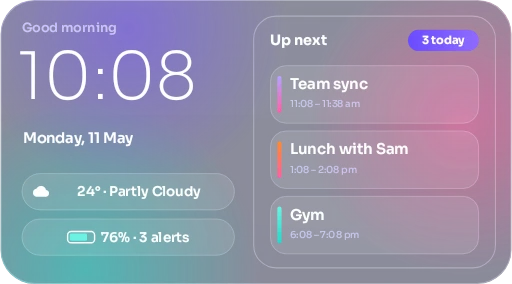 Good morning
10:08
Monday, 11 May
24° · Partly Cloudy
76% · 3 alerts
Up next
3 today
Team sync
11:08 – 11:38 am
Lunch with Sam
1:08 – 2:08 pm
Gym
6:08 – 7:08 pm